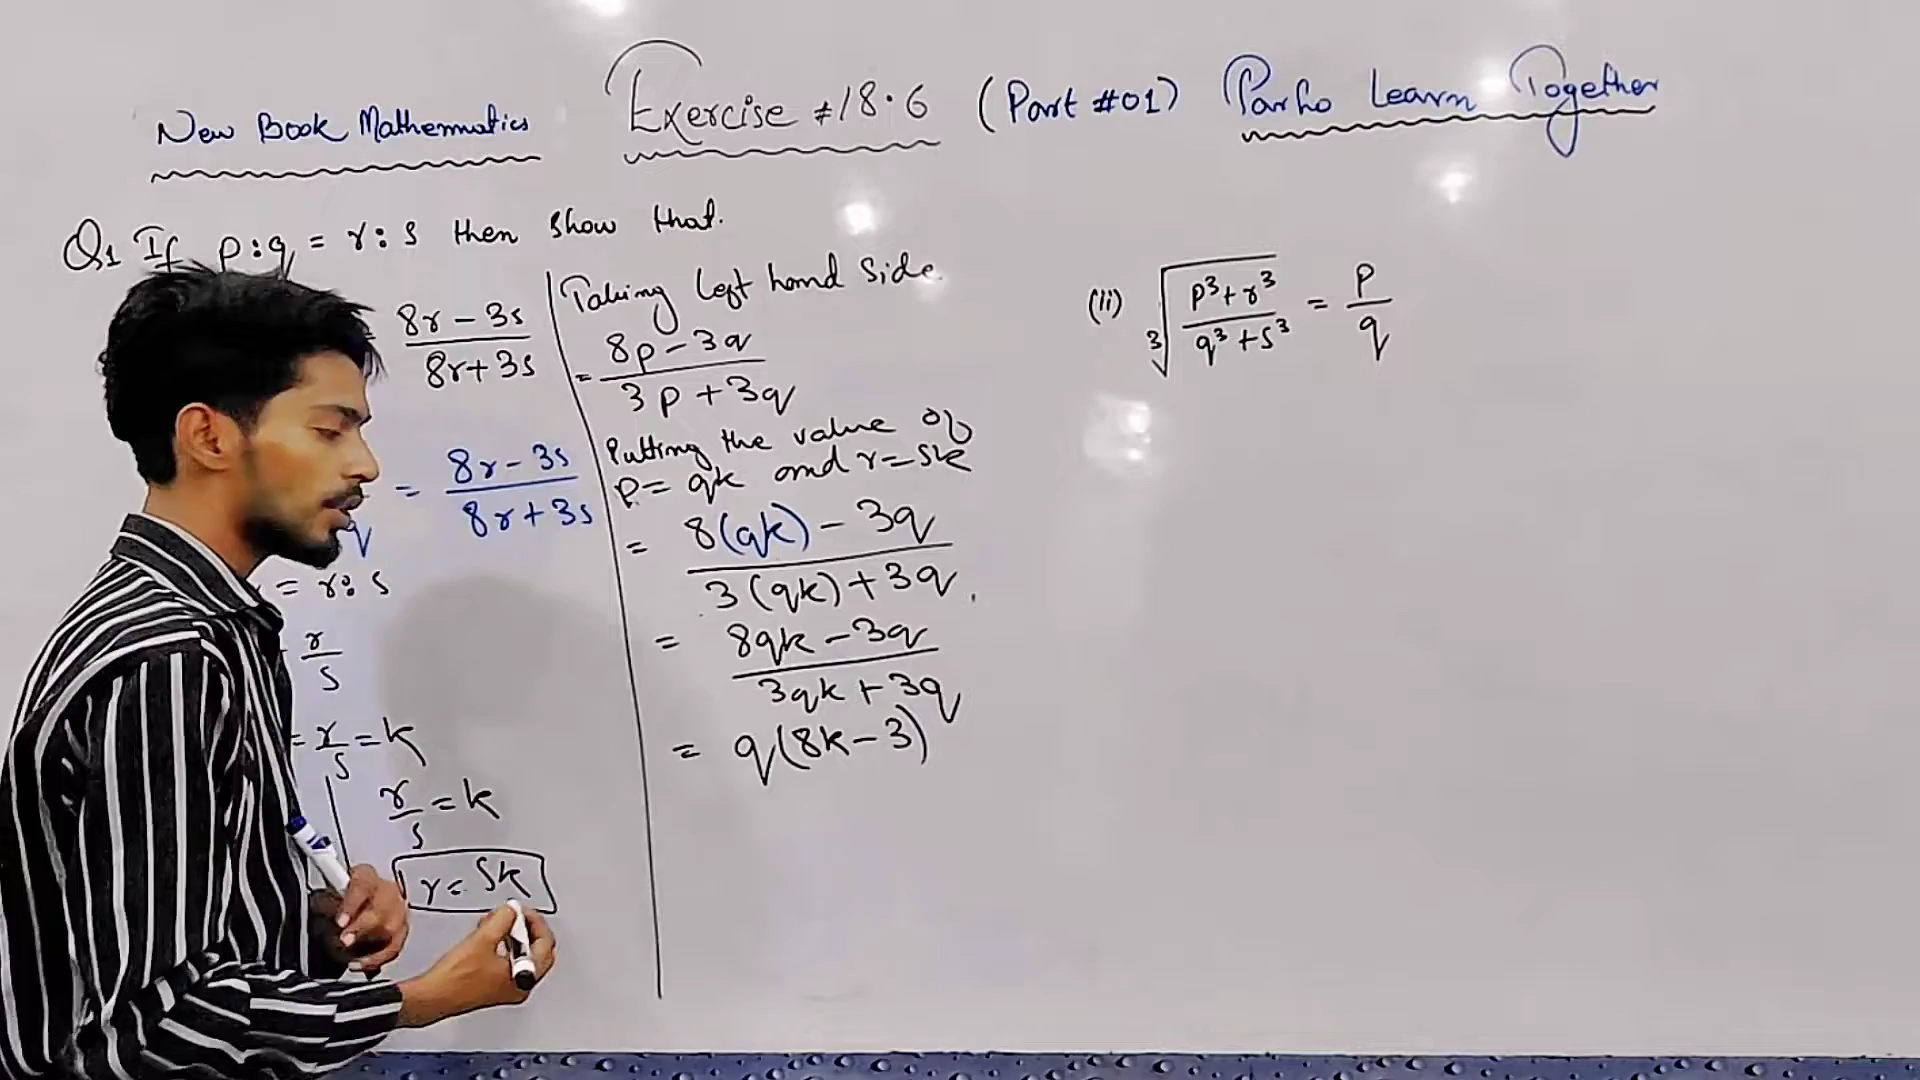 New Book Mathematics
Exercise #18.6 (Part #01)
Parho Learn Together
Q1 If p:q = r:s then show that.
8r-3s/8r+3s
= 8r-3s/8r+3s
= r:s
r/s
= r/s = k
r/s = k
r = sk
Taking left hand side.
= 8p-3q/3p+3q
Putting the value of
p = qk and r = sk
= 8(qk)-3q/3(qk)+3q
= 8qk-3q/3qk+3q
= q(8k-3)
(ii) ∛(p³+r³/q³+s³) = p/q